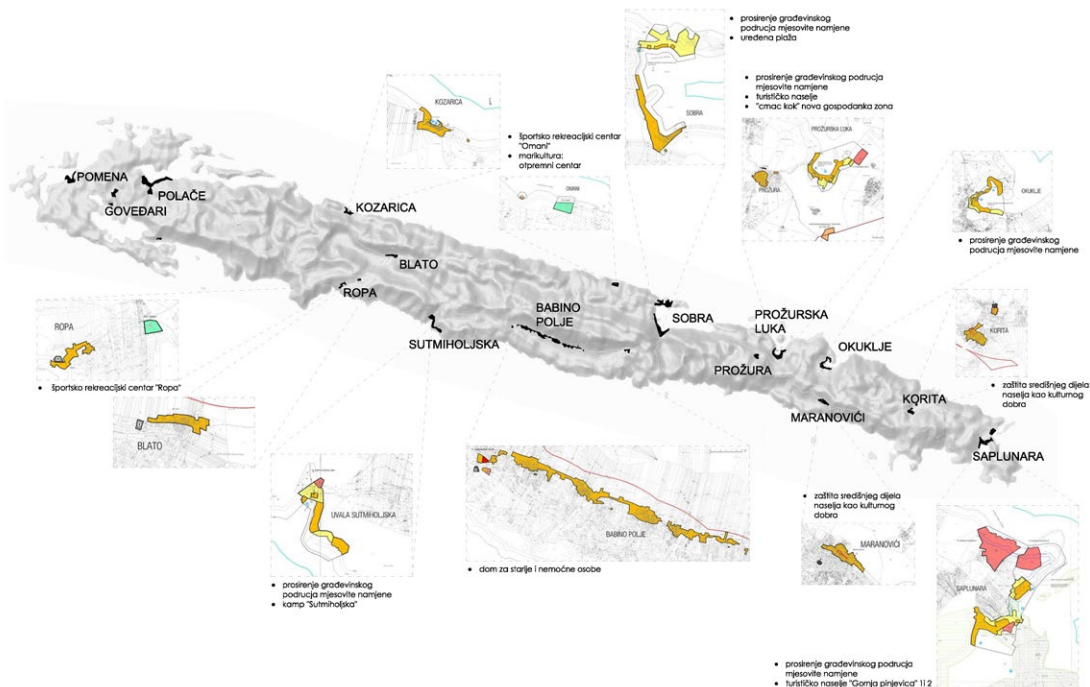 • prosirenje građevinskog
područja mjesovite namjene
• uređena plaža
SOBRA
KOZARICA
• športsko rekreacijski centar
"Omani"
• marikultura:
otpremni centar
OMANI
• prosirenje građevinskog područja
mjesovite namjene
• turističko naselje
• "crnac kok" nova gospodarska zona
PROŽURSKA LUKA
PROŽURA
OKUKLJE
• prosirenje građevinskog
područja mjesovite namjene
POMENA
POLAČE
GOVEĐARI
KOZARICA
BLATO
ROPA
SUTMIHOLJSKA
BABINO
POLJE
SOBRA
PROŽURSKA
LUKA
PROŽURA
OKUKLJE
MARANOVIĆI
KORITA
SAPLUNARA
KORITA
• zaštita središnjeg dijela
naselja kao kulturnog
dobra
ROPA
• športsko rekreacijski centar "Ropa"
BLATO
UVALA SUTMIHOLJSKA
• prosirenje građevinskog
područja mjesovite namjene
• kamp "Sutmiholjska"
BABINO POLJE
• dom za starije i nemoćne osobe
• zaštita središnjeg dijela
naselja kao kulturnog
dobra
MARANOVIĆI
SAPLUNARA
• prosirenje građevinskog područja
mjesovite namjene
• turističko naselje "Gornja pinjevica" 1i 2